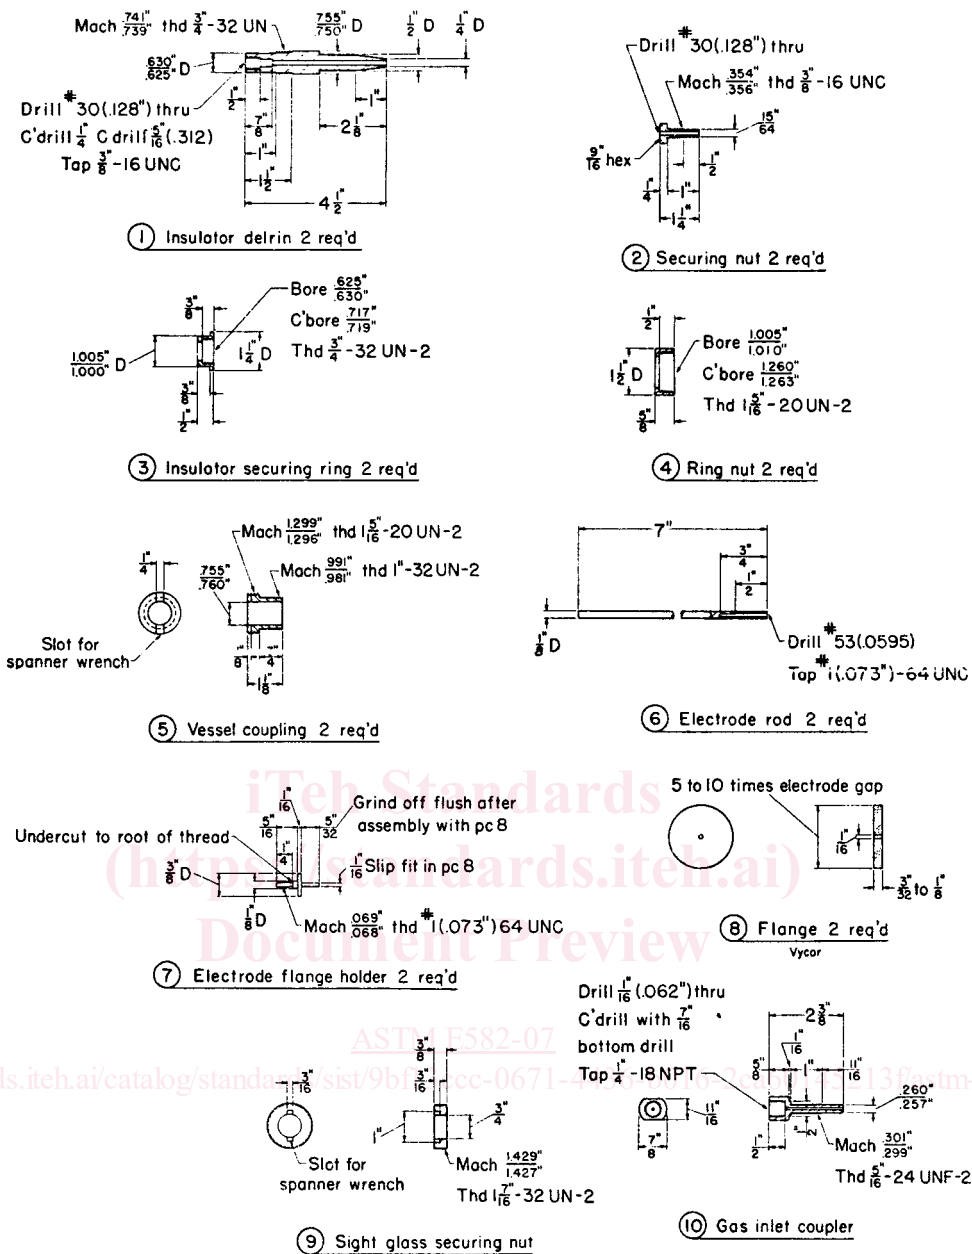 Mach .741"/.739" thd 3/4"-32 UN
.755"/.750" D
1/2" D
1/4" D
.630"/.625" D
Drill #30(.128") thru
C'drill 1/4" C drill 5/16"(.312)
Tap 3/8"-16 UNC
1/2"
7/8"
1"
1 1/2"
1"
2 1/8"
4 1/2"
① Insulator delrin 2 req'd
Drill #30(.128") thru
Mach .354"/.356" thd 3/8"-16 UNC
15"/64
9"/16 hex
1/4"
1"
1/2"
1 1/4"
② Securing nut 2 req'd
3/8"
Bore .625"/.630"
C'bore .717"/.719"
Thd 3/4"-32 UN-2
1.005"/1.000" D
1 1/4" D
3/8"
1/2"
③ Insulator securing ring 2 req'd
1/2"
Bore 1.005"/1.010"
C'bore 1.260"/1.263"
Thd 1 5/16"-20 UN-2
1 1/2" D
5/8"
④ Ring nut 2 req'd
Mach 1.299"/1.296" thd 1 5/16"-20 UN-2
Mach .991"/.981" thd 1"-32 UN-2
1/4"
.755"/.760"
Slot for
spanner wrench
1/8"
1/4"
1 1/8"
⑤ Vessel coupling 2 req'd
7"
3/4"
1/2"
1/8" D
Drill #53(.0595)
Tap #1(.073")-64 UNC
⑥ Electrode rod 2 req'd
iTeh Standards
(https://standards.iteh.ai)
Document Preview
1/16"
5/16"
5/32"
1/4"
Grind off flush after
assembly with pc 8
Undercut to root of thread
1/16" Slip fit in pc 8
3/8" D
1/8" D
Mach .069"/.068" thd #1(.073") 64 UNC
⑦ Electrode flange holder 2 req'd
5 to 10 times electrode gap
1/16"
3/32" to 1/8"
⑧ Flange 2 req'd
Vycor
ASTM E582-07
3/16"
3/8"
3/16"
1"
3/4"
Slot for
spanner wrench
Mach 1.429"/1.427"
Thd 1 7/16"-32 UN-2
⑨ Sight glass securing nut
Drill 1/16"(.062") thru
C'drill with 7/16"
bottom drill
Tap 1/4"-18 NPT
2 3/8"
1/16"
5/8"
1"
11/16"
.260"/.257"
11/16"
7/8"
1/2"
Mach .301"/.299"
Thd 5/16"-24 UNF-2
⑩ Gas inlet coupler